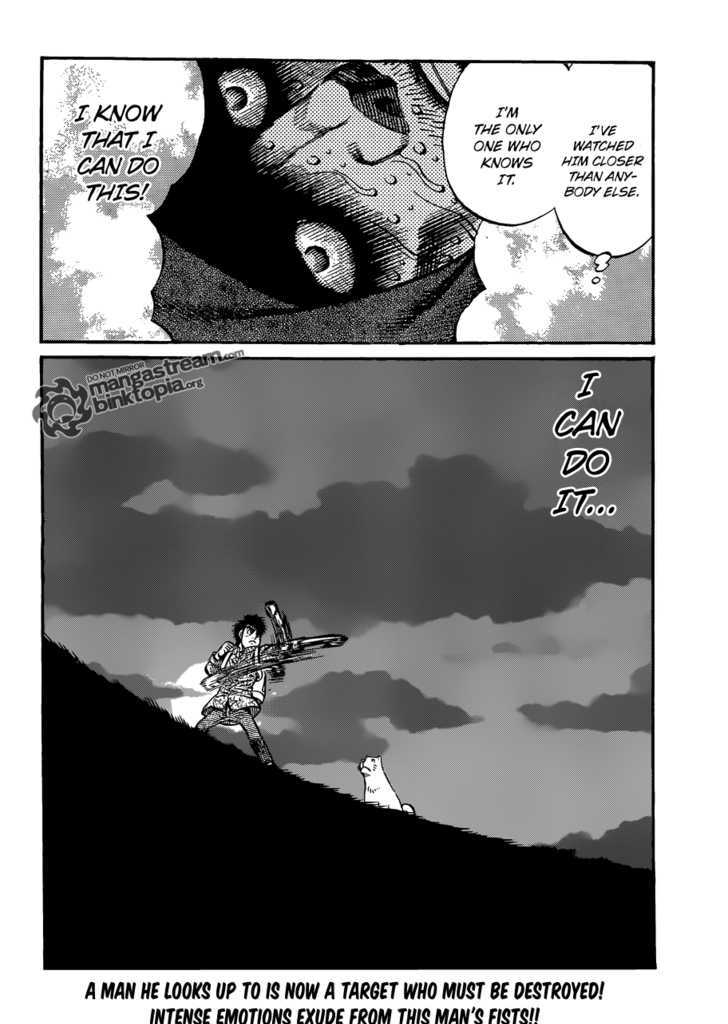 I'VE
WATCHED
HIM CLOSER
THAN ANY-
BODY ELSE.
I'M
THE ONLY
ONE WHO
KNOWS
IT.
I KNOW
THAT I
CAN DO
THIS!
DO NOT MIRROR
mangastream.com
binktopia.org
I
CAN
DO
IT...
A MAN HE LOOKS UP TO IS NOW A TARGET WHO MUST BE DESTROYED!
INTENSE EMOTIONS EXUDE FROM THIS MAN'S FISTS!!